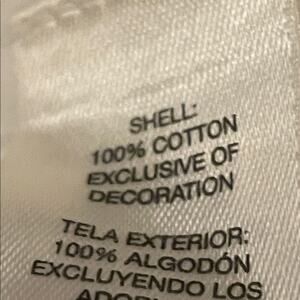 SHELL:
100% COTTON
EXCLUSIVE OF
DECORATION
TELA EXTERIOR:
100% ALGODÓN
EXCLUYENDO LOS